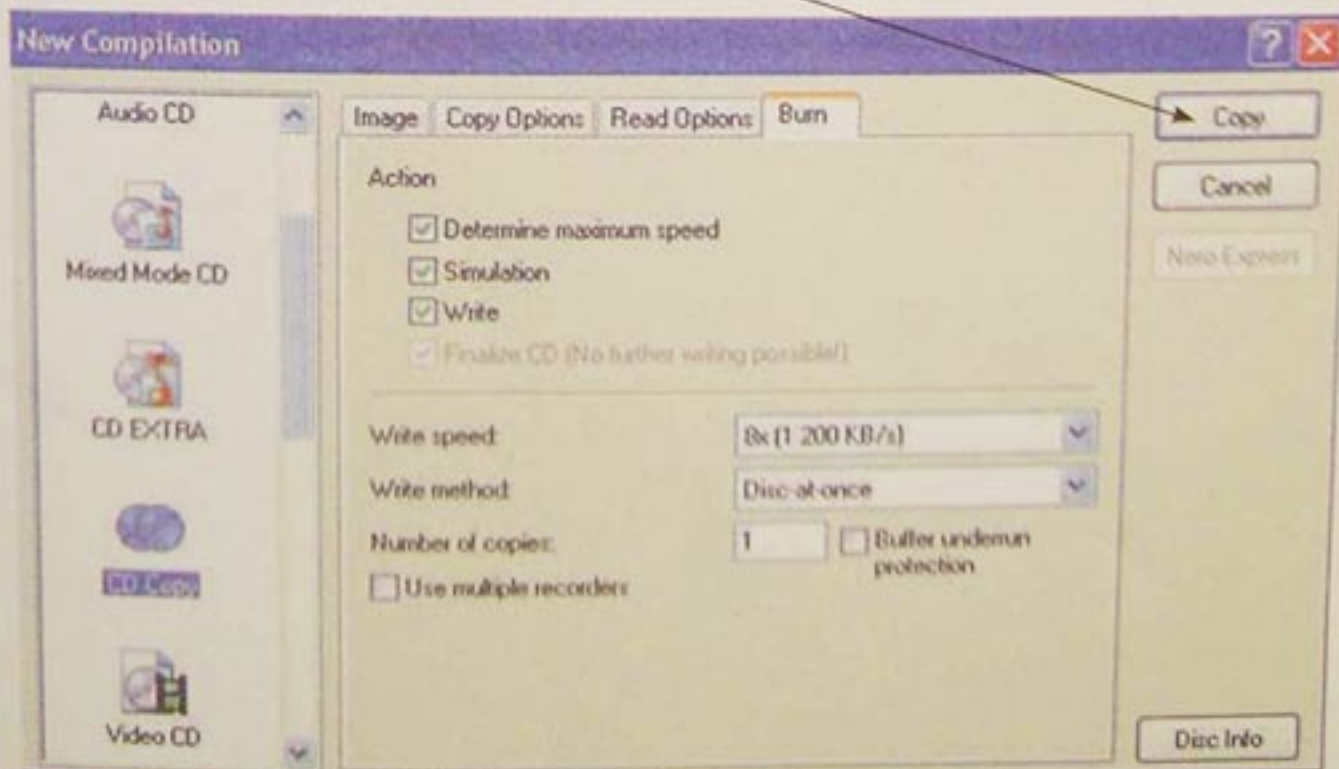 New Compilation
Audio CD
Mixed Mode CD
CD EXTRA
CD Copy
Video CD
Image Copy Options Read Options Burn
Action
Determine maximum speed
Simulation
Write
Finalize CD (No further writing possible!)
Write speed: 8x (1 200 KB/s)
Write method: Disc-at-once
Number of copies: 1 Buffer underrun
protection
Use multiple recorders
Copy
Cancel
Nero Express
Disc Info